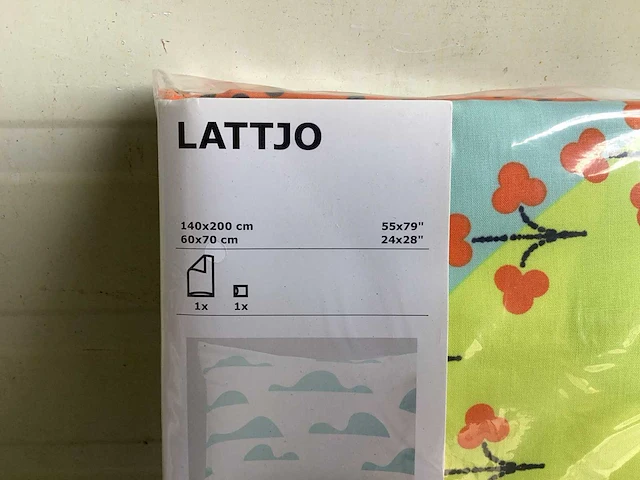 LATTJO
140x200 cm 55x79"
60x70 cm 24x28"
1x 1x